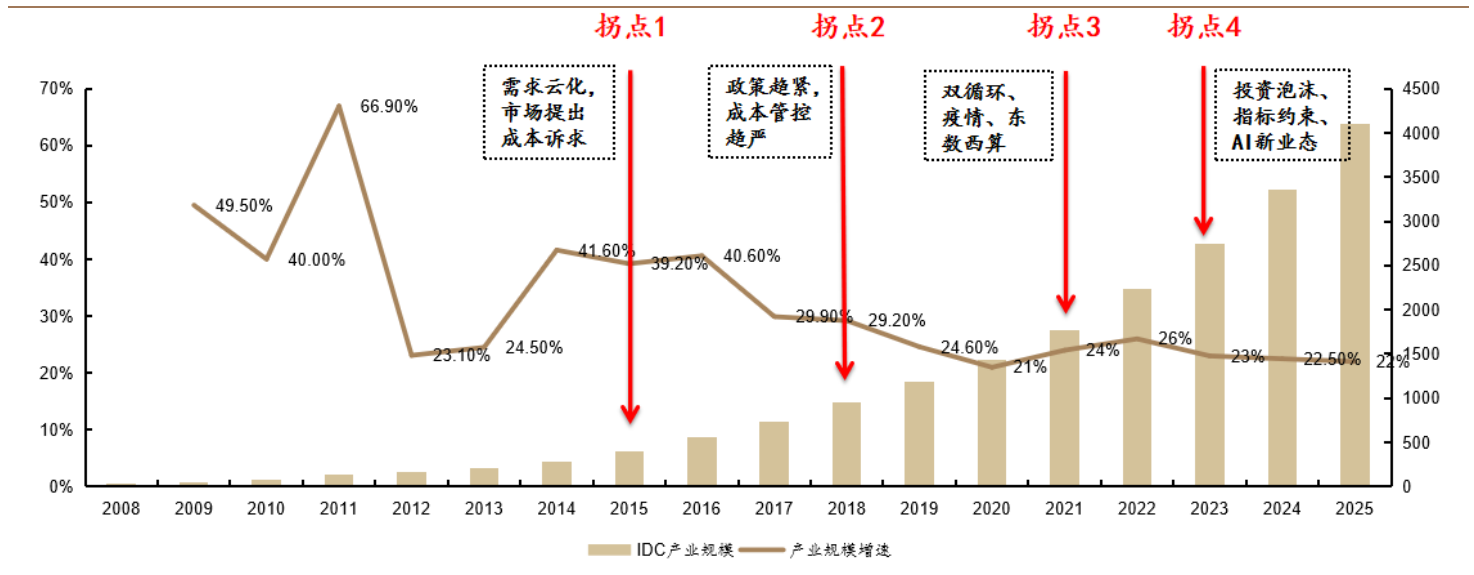 拐点1
拐点2
拐点3
拐点4
需求云化，
市场提出
成本诉求
政策趋紧，
成本管控
趋严
双循环、
疫情、东
数西算
投资泡沫、
指标约束、
AI新业态
70%
60%
50%
40%
30%
20%
10%
0%
4500
4000
3500
3000
2500
2000
1500
1000
500
0
49.50%
40.00%
66.90%
23.10%
24.50%
41.60%
39.20%
40.60%
29.90%
29.20%
24.60%
21%
24%
26%
23%
22.50%
22%
2008 2009 2010 2011 2012 2013 2014 2015 2016 2017 2018 2019 2020 2021 2022 2023 2024 2025
IDC产业规模 产业规模增速